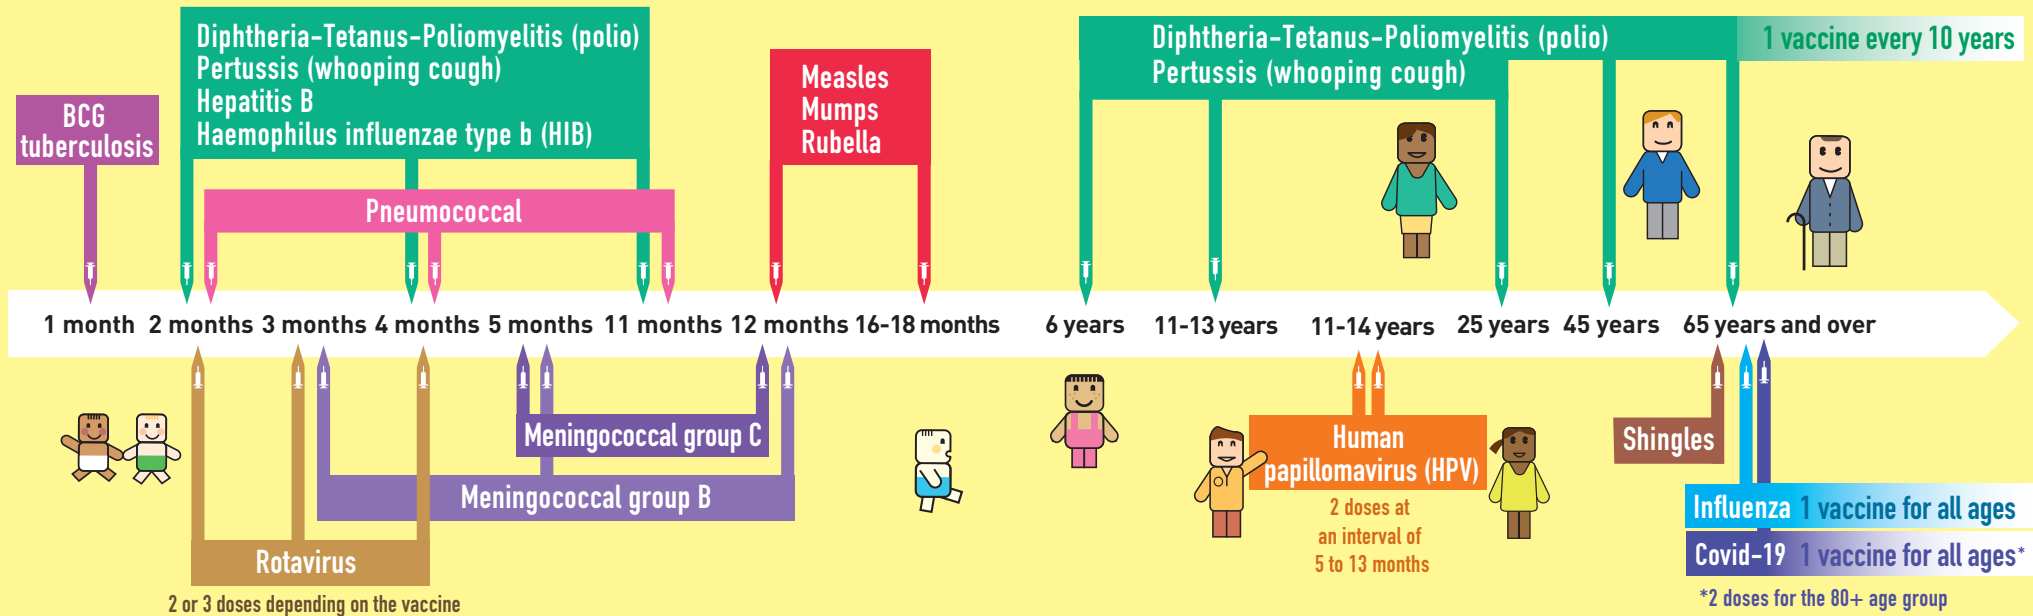 BCG
tuberculosis
Diphtheria-Tetanus-Poliomyelitis (polio)
Pertussis (whooping cough)
Hepatitis B
Haemophilus influenzae type b (HIB)
Pneumococcal
Measles
Mumps
Rubella
Diphtheria-Tetanus-Poliomyelitis (polio)
Pertussis (whooping cough)
1 vaccine every 10 years
1 month 2 months 3 months 4 months 5 months 11 months 12 months 16-18 months 6 years 11-13 years 11-14 years 25 years 45 years 65 years and over
Rotavirus
2 or 3 doses depending on the vaccine
Meningococcal group C
Meningococcal group B
Human
papillomavirus (HPV)
2 doses at
an interval of
5 to 13 months
Shingles
Influenza 1 vaccine for all ages
Covid-19 1 vaccine for all ages*
*2 doses for the 80+ age group